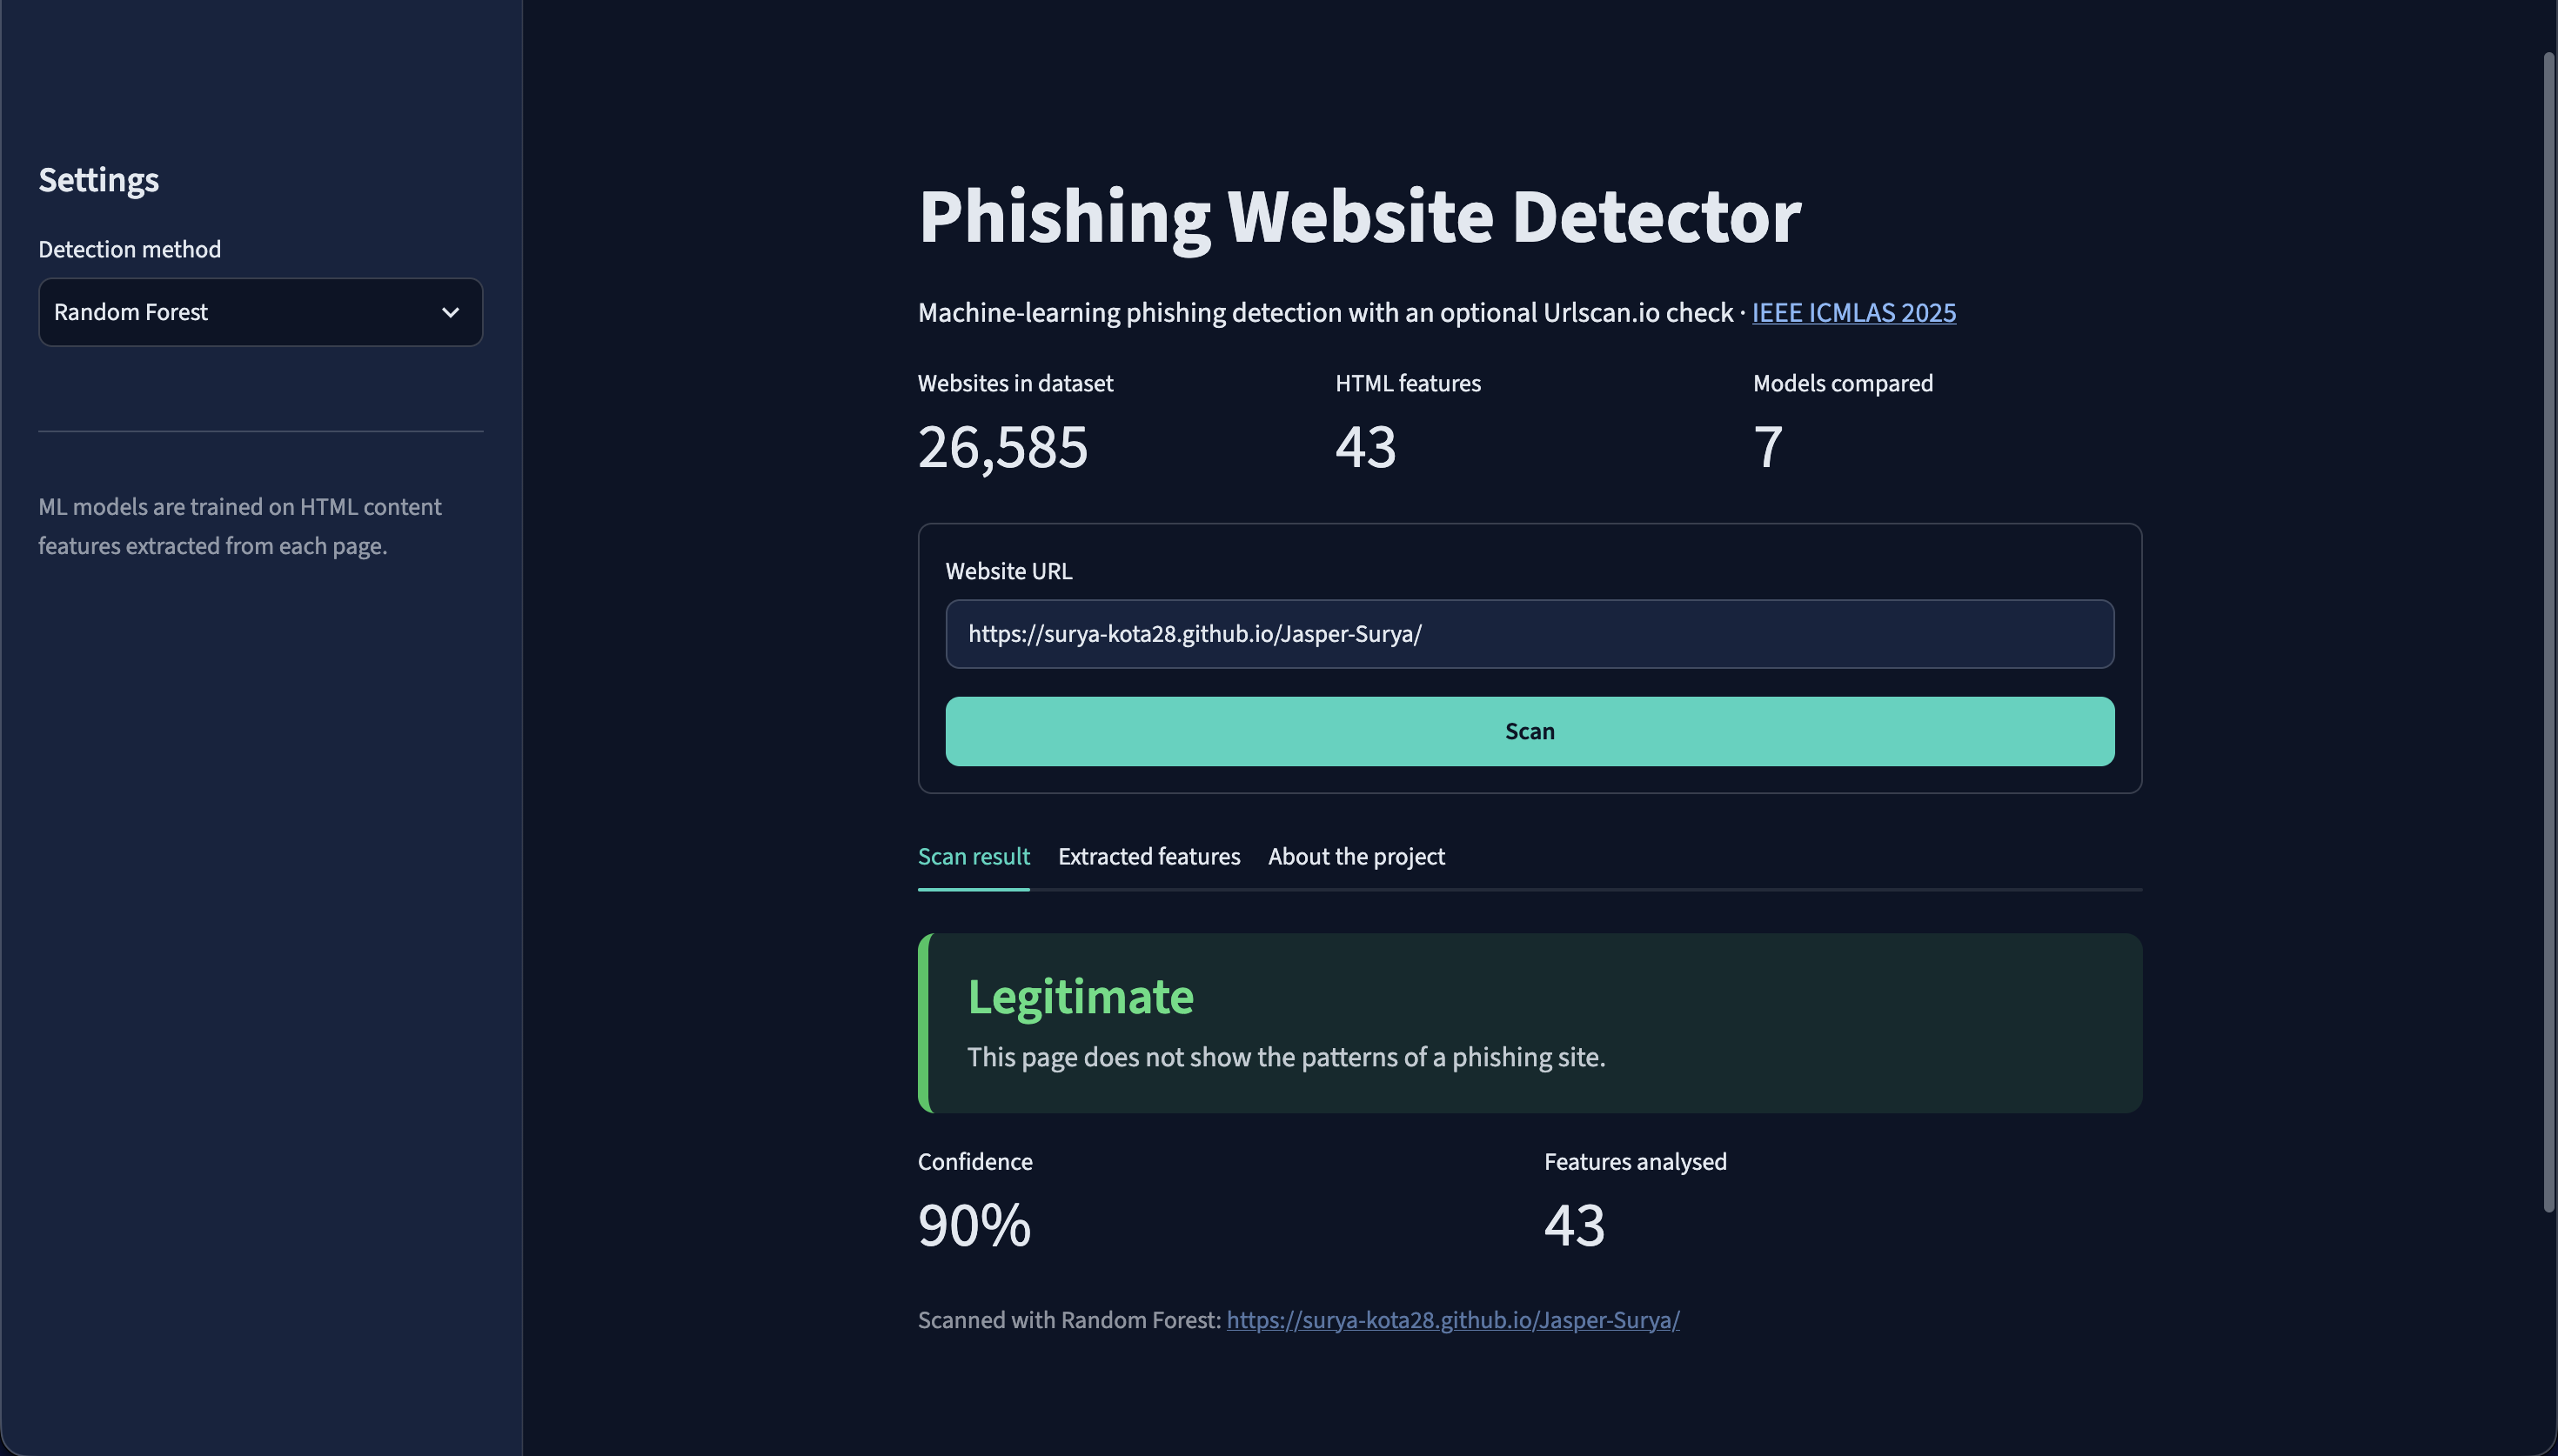 Settings
Detection method
Random Forest
ML models are trained on HTML content
features extracted from each page.
Phishing Website Detector
Machine-learning phishing detection with an optional Urlscan.io check · IEEE ICMLAS 2025
Websites in dataset
26,585
HTML features
43
Models compared
7
Website URL
https://surya-kota28.github.io/Jasper-Surya/
Scan
Scan result
Extracted features
About the project
Legitimate
This page does not show the patterns of a phishing site.
Confidence
90%
Features analysed
43
Scanned with Random Forest: https://surya-kota28.github.io/Jasper-Surya/